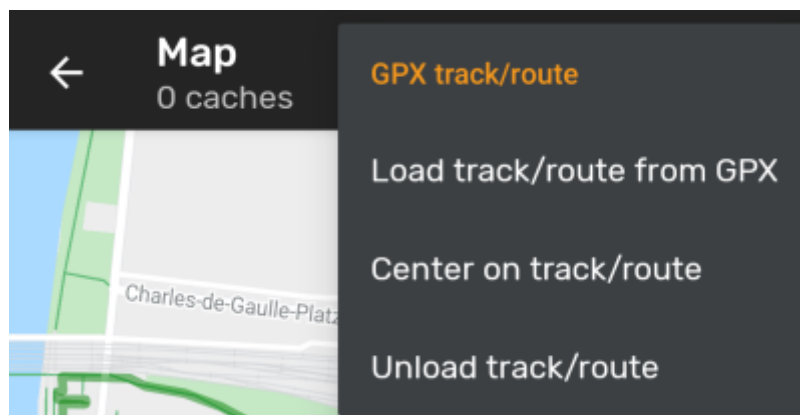 Map
0 caches
GPX track/route
Load track/route from GPX
Center on track/route
Unload track/route
Charles-de-Gaulle-Platz